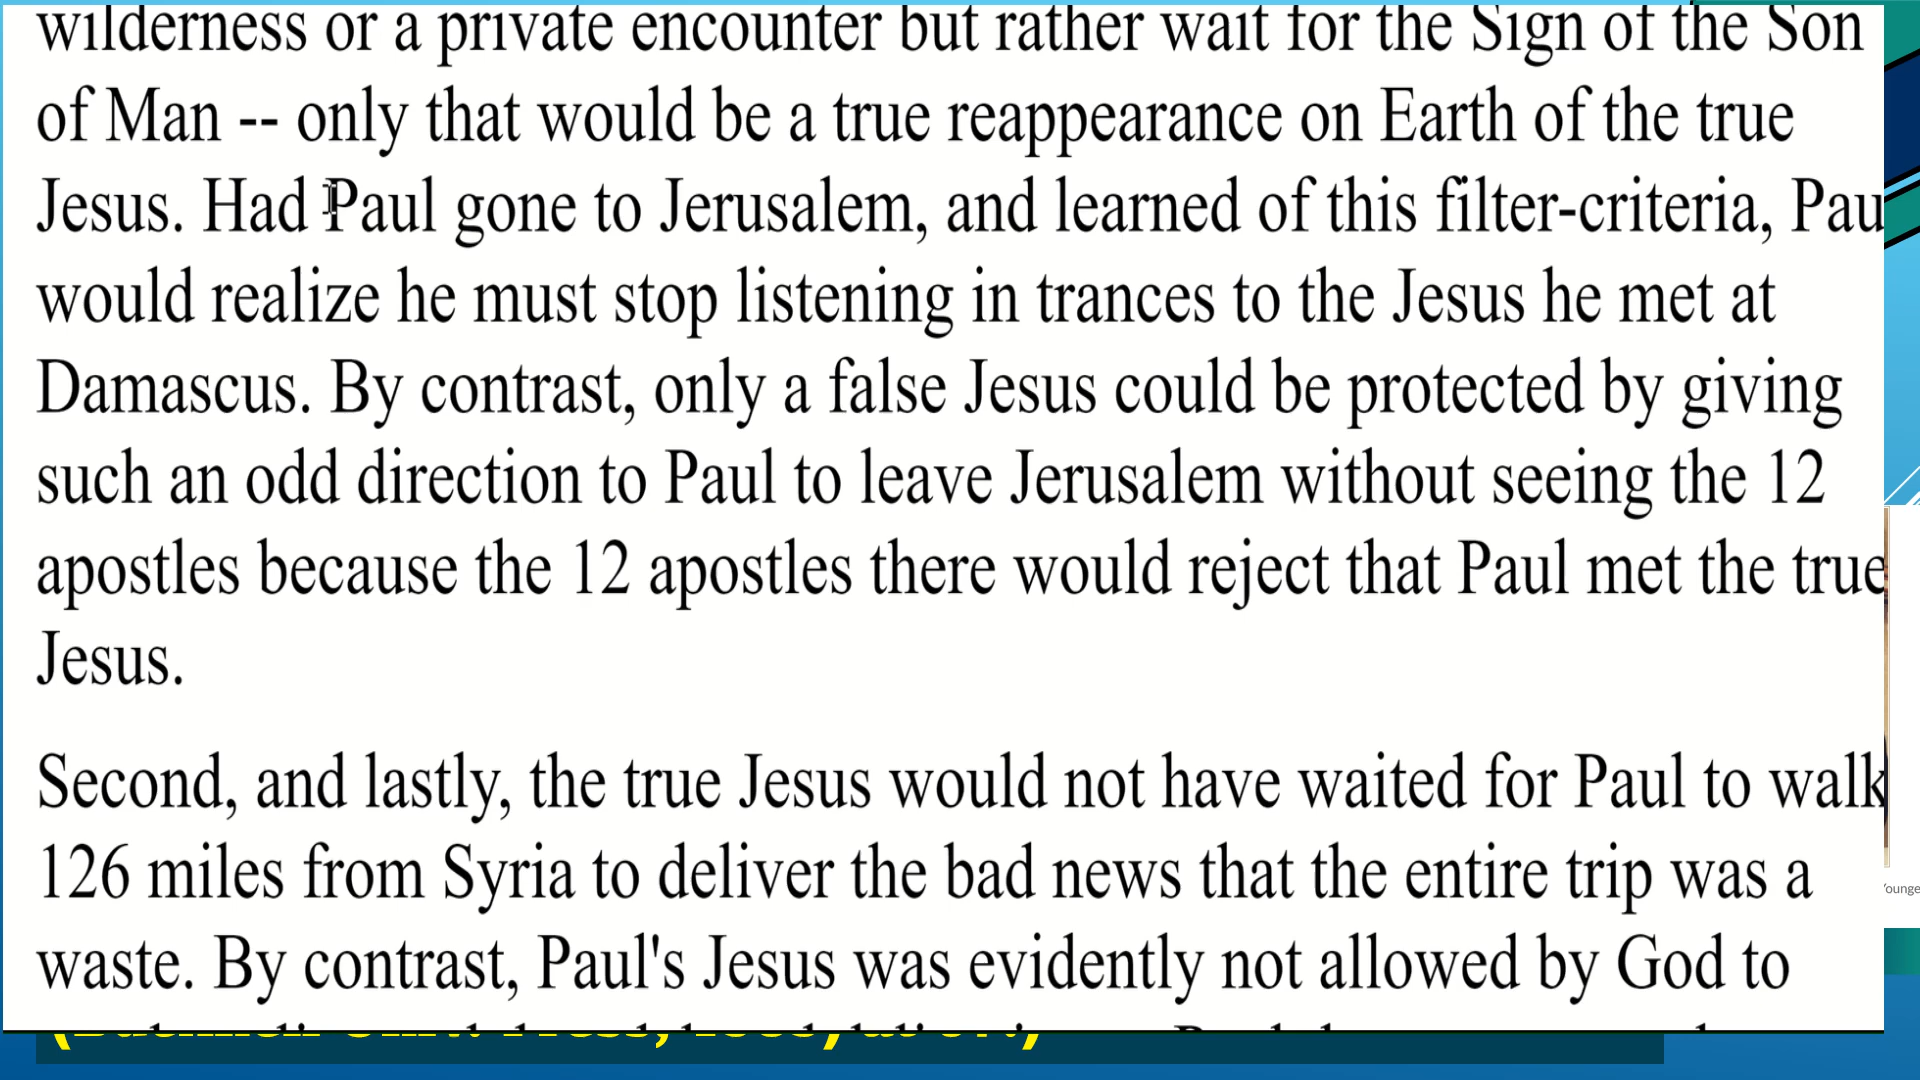 wilderness or a private encounter but rather wait for the Sign of the Son
of Man -- only that would be a true reappearance on Earth of the true
Jesus. Had Paul gone to Jerusalem, and learned of this filter-criteria, Pau
would realize he must stop listening in trances to the Jesus he met at
Damascus. By contrast, only a false Jesus could be protected by giving
such an odd direction to Paul to leave Jerusalem without seeing the 12
apostles because the 12 apostles there would reject that Paul met the true
Jesus.
Second, and lastly, the true Jesus would not have waited for Paul to walk
126 miles from Syria to deliver the bad news that the entire trip was a
waste. By contrast, Paul's Jesus was evidently not allowed by God to